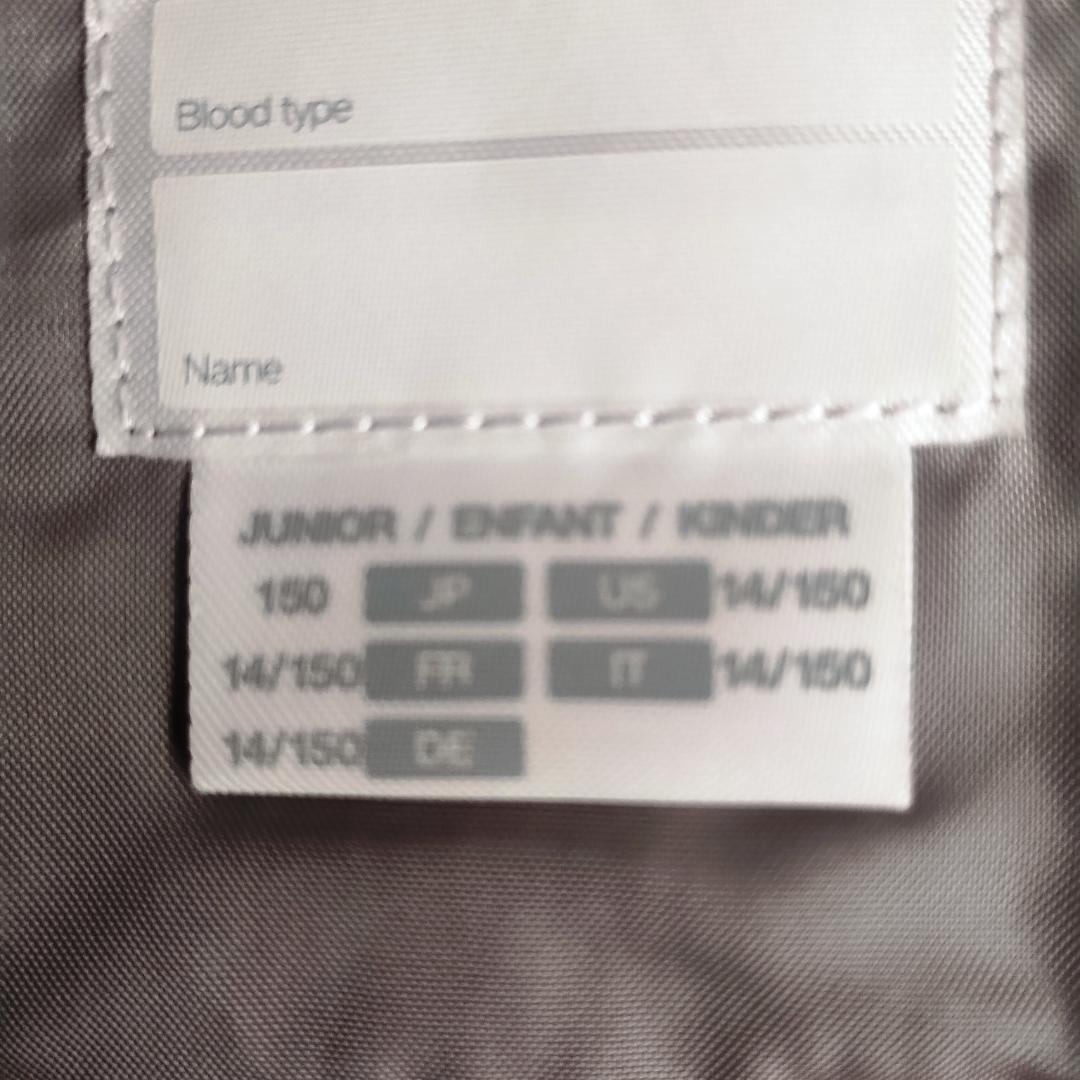 Blood type
Name
JUNIOR / ENFANT / KINDER
150 JP US 14/150
14/150 FR IT 14/150
14/150 DE